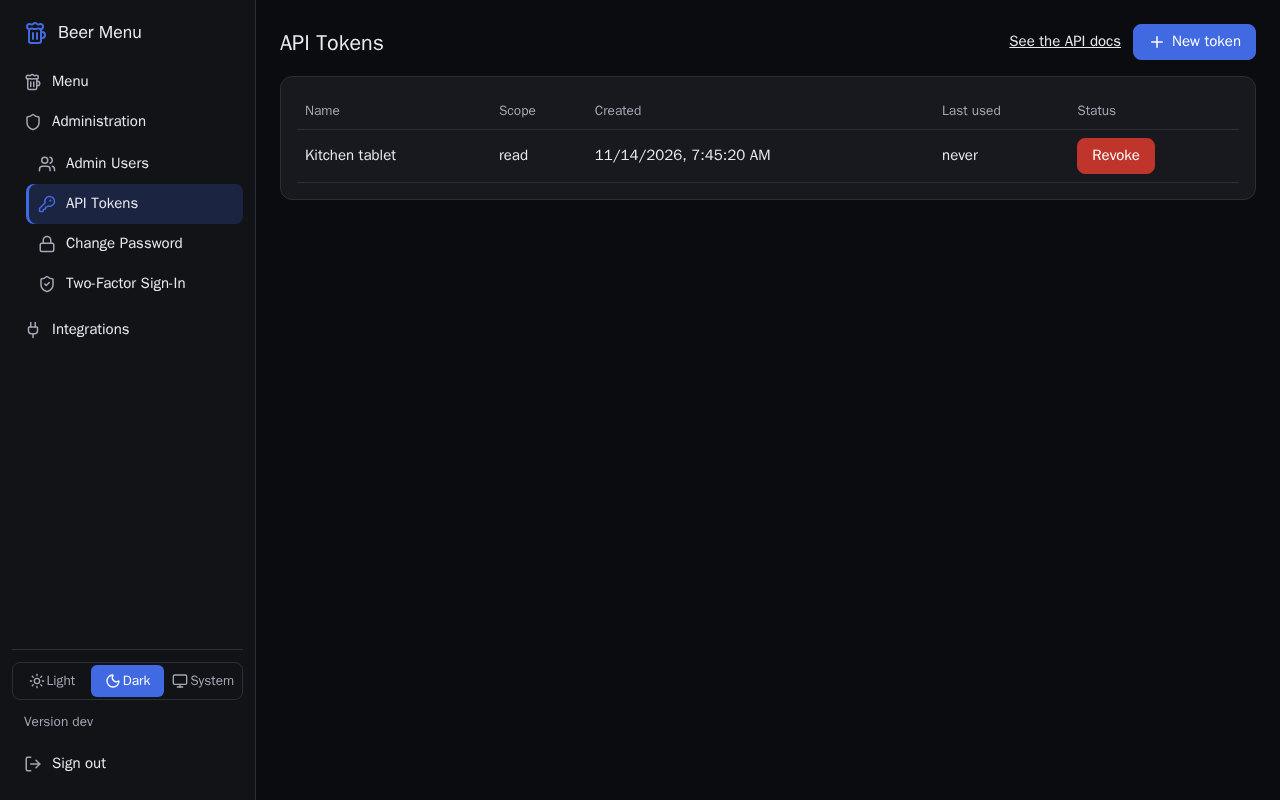 Beer Menu
Menu
Administration
Admin Users
API Tokens
Change Password
Two-Factor Sign-In
Integrations
Light Dark System
Version dev
Sign out
API Tokens
See the API docs
New token
Name Scope Created Last used Status
Kitchen tablet read 11/14/2026, 7:45:20 AM never Revoke